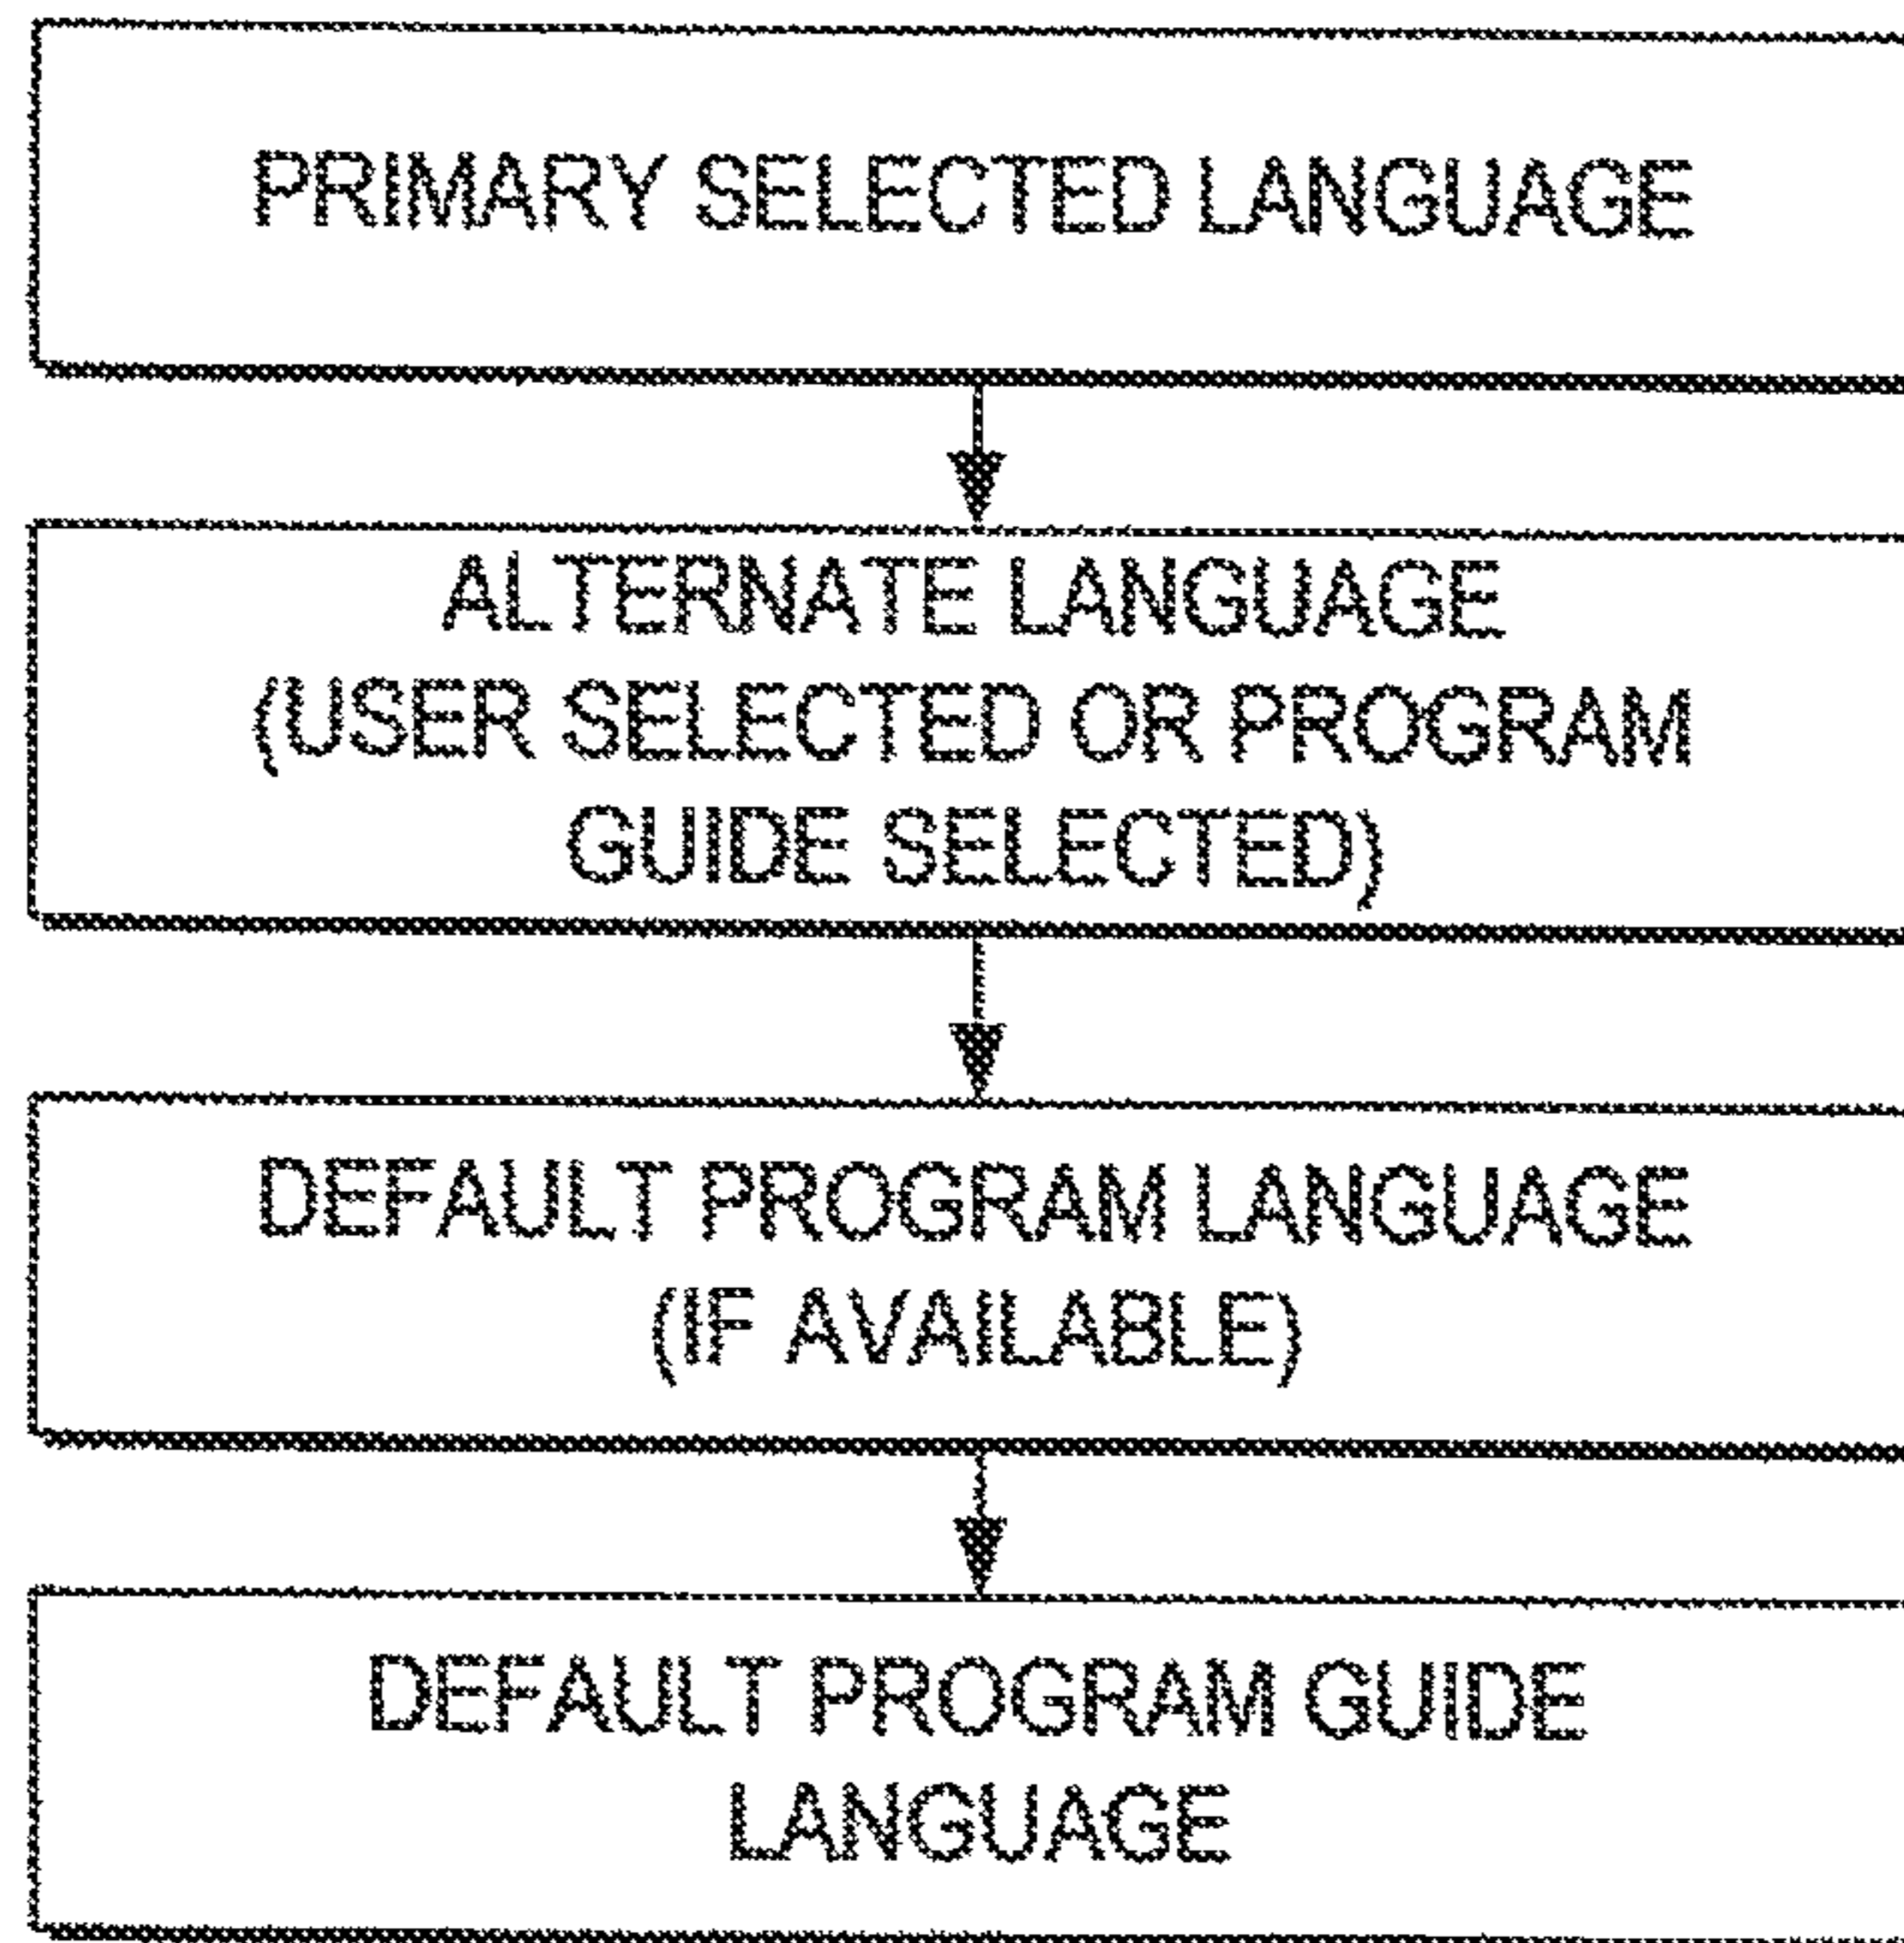 PRIMARY SELECTED LANGUAGE
ALTERNATE LANGUAGE
(USER SELECTED OR PROGRAM
GUIDE SELECTED)
DEFAULT PROGRAM LANGUAGE
(IF AVAILABLE)
DEFAULT PROGRAM GUIDE
LANGUAGE